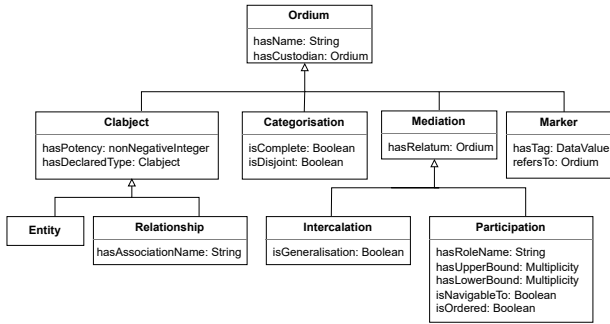 Ordium
hasName: String
hasCustodian: Ordium
Clabject
hasPotency: nonNegativeInteger
hasDeclaredType: Clabject
Categorisation
isComplete: Boolean
isDisjoint: Boolean
Mediation
hasRelatum: Ordium
Marker
hasTag: DataValue
refersTo: Ordium
Entity
Relationship
hasAssociationName: String
Intercalation
isGeneralisation: Boolean
Participation
hasRoleName: String
hasUpperBound: Multiplicity
hasLowerBound: Multiplicity
isNavigableTo: Boolean
isOrdered: Boolean